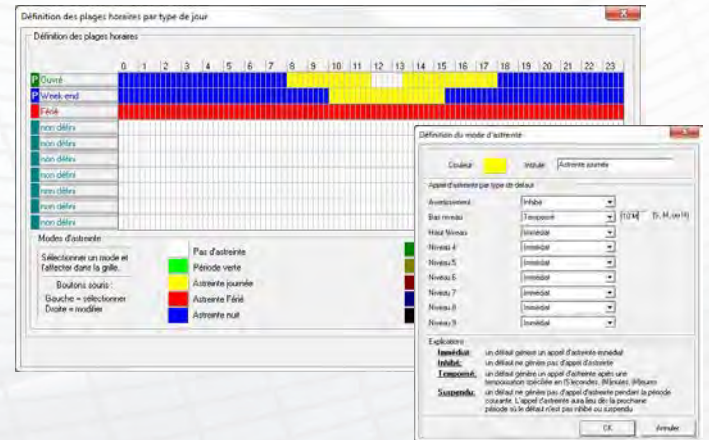 Définition des plages horaires par type de jour
Définition des plages horaires
0 1 2 3 4 5 6 7 8 9 10 11 12 13 14 15 16 17 18 19 20 21 22 23
P Ouvré
P Week-end
Férié
non défini
non défini
non défini
non défini
non défini
non défini
non défini
Modes d'astreinte
Sélectionner un mode et
l'affecter dans la grille.
Boutons souris :
Gauche = sélectionner
Droite = modifier
Pas d'astreinte
Période verte
Astreinte journée
Astreinte Férié
Astreinte nuit
Définition du mode d'astreinte
Couleur Intitulé Astreinte journée
Appel d'astreinte par type de défaut
Avertissement Inhibé
Bas niveau Temporisé 10 M (S, M, ou H)
Haut Niveau Immédiat
Niveau 4 Immédiat
Niveau 5 Immédiat
Niveau 6 Immédiat
Niveau 7 Immédiat
Niveau 8 Immédiat
Niveau 9 Immédiat
Explications
Immédiat: un défaut génère un appel d'astreinte immédiat
Inhibé: un défaut ne génère pas d'appel d'astreinte
Temporisé: un défaut génère un appel d'astreinte après une
temporisation spécifiée en (S)econdes, (M)inutes, (H)eures
Suspendu: un défaut ne génère pas d'appel d'astreinte pendant la période
courante. L'appel d'astreinte aura lieu dès la prochaine
période où le défaut n'est pas inhibé ou suspendu
OK Annuler